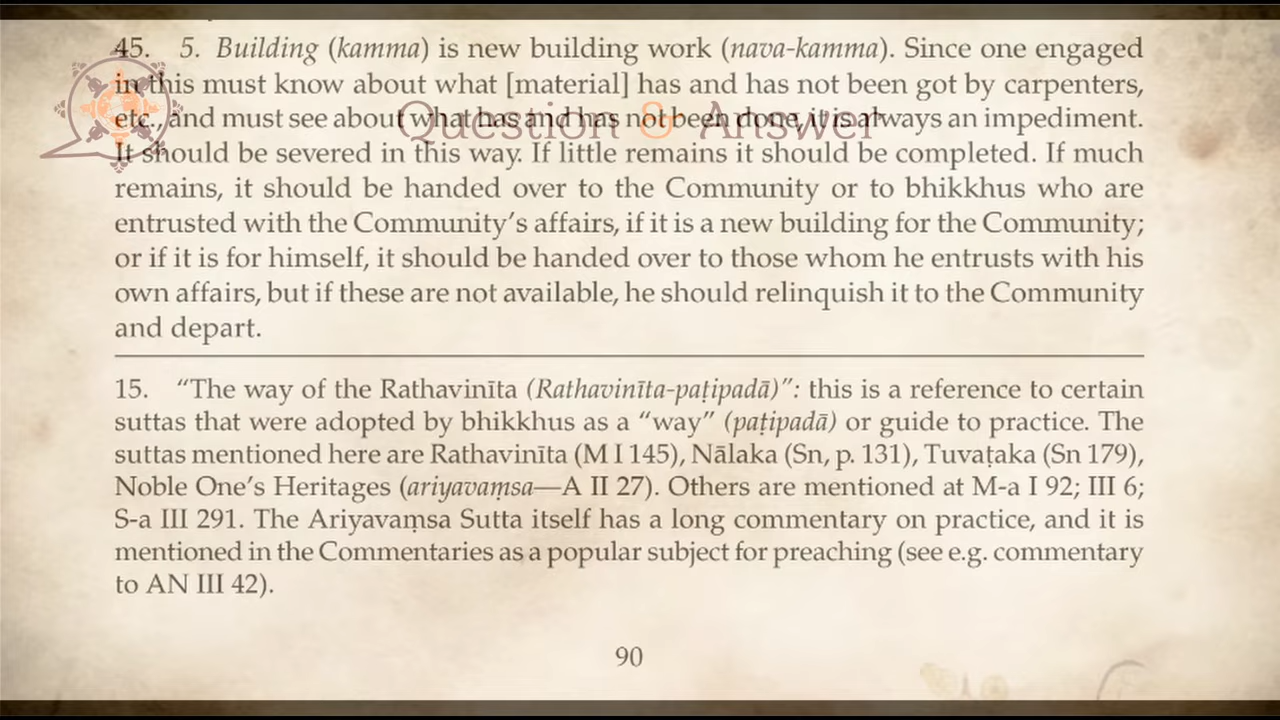 45. 5. Building (kamma) is new building work (nava-kamma). Since one engaged
in this must know about what [material] has and has not been got by carpenters,
etc., and must see about what has and has not been done, it is always an impediment.
Question & Answer
It should be severed in this way. If little remains it should be completed. If much
remains, it should be handed over to the Community or to bhikkhus who are
entrusted with the Community’s affairs, if it is a new building for the Community;
or if it is for himself, it should be handed over to those whom he entrusts with his
own affairs, but if these are not available, he should relinquish it to the Community
and depart.
15. “The way of the Rathavinīta (Rathavinīta-paṭipadā)”: this is a reference to certain
suttas that were adopted by bhikkhus as a “way” (paṭipadā) or guide to practice. The
suttas mentioned here are Rathavinīta (M I 145), Nālaka (Sn, p. 131), Tuvaṭaka (Sn 179),
Noble One’s Heritages (ariyavaṃsa—A II 27). Others are mentioned at M-a I 92; III 6;
S-a III 291. The Ariyavaṃsa Sutta itself has a long commentary on practice, and it is
mentioned in the Commentaries as a popular subject for preaching (see e.g. commentary
to AN III 42).
90